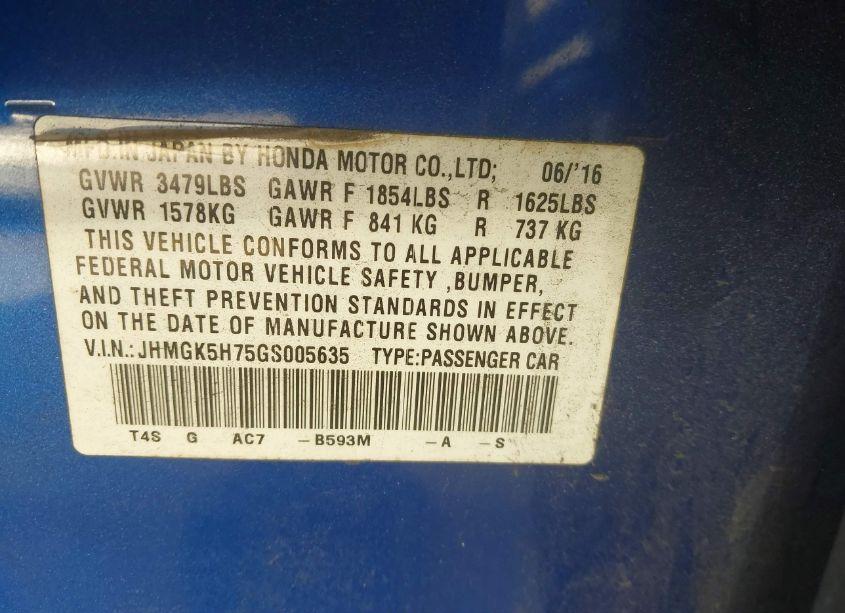 MFD.IN JAPAN BY HONDA MOTOR CO.,LTD; 06/'16
GVWR 3479LBS GAWR F 1854LBS R 1625LBS
GVWR 1578KG GAWR F 841 KG R 737 KG
THIS VEHICLE CONFORMS TO ALL APPLICABLE
FEDERAL MOTOR VEHICLE SAFETY ,BUMPER,
AND THEFT PREVENTION STANDARDS IN EFFECT
ON THE DATE OF MANUFACTURE SHOWN ABOVE.
V.I.N.: JHMGK5H75GS005635 TYPE:PASSENGER CAR
T4S G AC7 -B593M -A -S